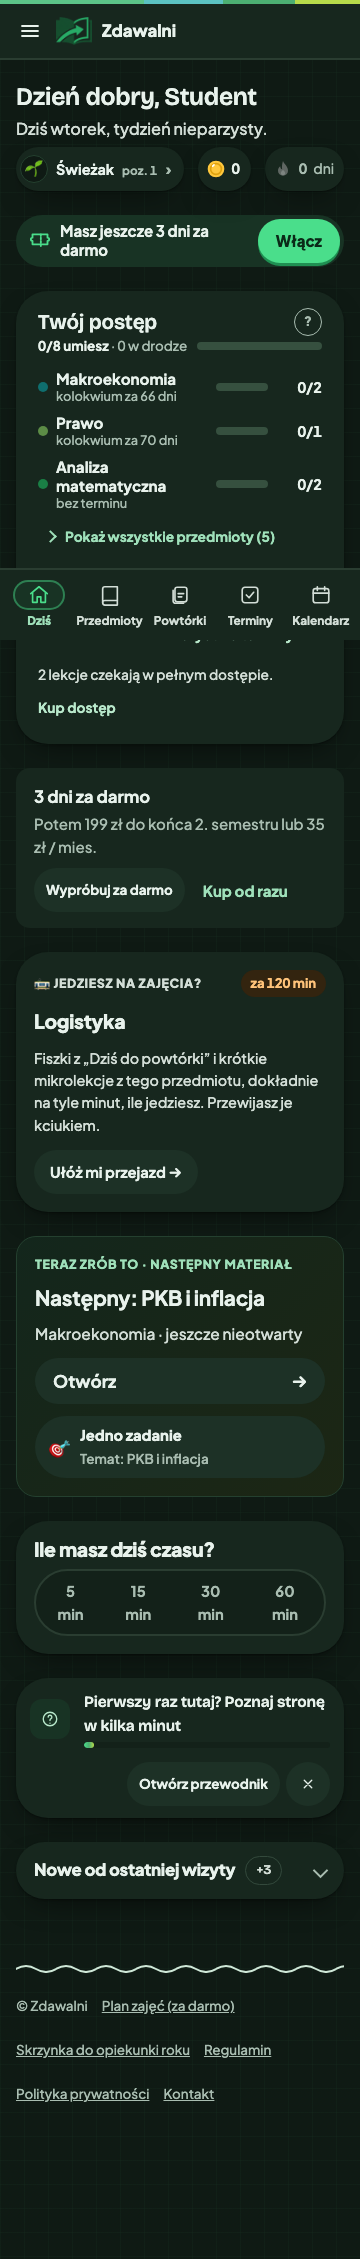 Zdawalni
Dzień dobry, Student
Dziś wtorek, tydzień nieparzysty.
Świeżak poz. 1 ›
0
0 dni
Masz jeszcze 3 dni za
darmo
Włącz
Twój postęp
?
0/8 umiesz · 0 w drodze
Makroekonomia
kolokwium za 66 dni
0/2
Prawo
kolokwium za 70 dni
0/1
Analiza
matematyczna
bez terminu
0/2
Pokaż wszystkie przedmioty (5)
Dziś
Przedmioty
Powtórki
Terminy
Kalendarz
2 lekcje czekają w pełnym dostępie.
Kup dostęp
3 dni za darmo
Potem 199 zł do końca 2. semestru lub 35
zł / mies.
Wypróbuj za darmo
Kup od razu
JEDZIESZ NA ZAJĘCIA?
za 120 min
Logistyka
Fiszki z „Dziś do powtórki” i krótkie
mikrolekcje z tego przedmiotu, dokładnie
na tyle minut, ile jedziesz. Przewijasz je
kciukiem.
Ułóż mi przejazd →
TERAZ ZRÓB TO · NASTĘPNY MATERIAŁ
Następny: PKB i inflacja
Makroekonomia · jeszcze nieotwarty
Otwórz →
Jedno zadanie
Temat: PKB i inflacja
Ile masz dziś czasu?
5 min
15 min
30 min
60 min
Pierwszy raz tutaj? Poznaj stronę
w kilka minut
Otwórz przewodnik
×
Nowe od ostatniej wizyty +3
© Zdawalni Plan zajęć (za darmo)
Skrzynka do opiekunki roku Regulamin
Polityka prywatności Kontakt